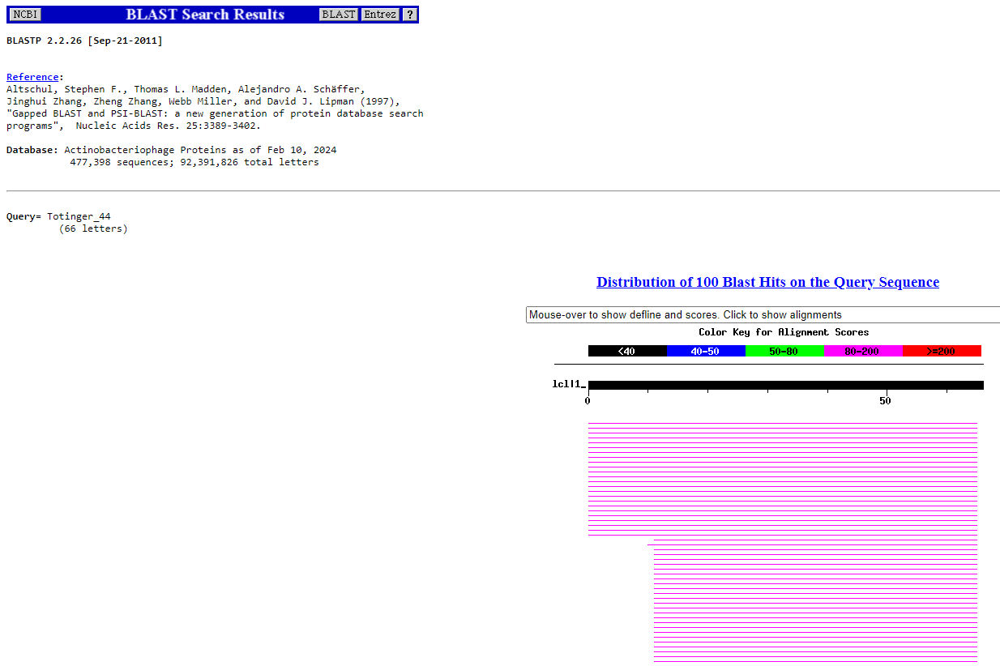 NCBI BLAST Search Results BLAST Entrez ?
BLASTP 2.2.26 [Sep-21-2011]
Reference:
Altschul, Stephen F., Thomas L. Madden, Alejandro A. Schäffer,
Jinghui Zhang, Zheng Zhang, Webb Miller, and David J. Lipman (1997),
"Gapped BLAST and PSI-BLAST: a new generation of protein database search
programs",  Nucleic Acids Res. 25:3389-3402.
Database: Actinobacteriophage Proteins as of Feb 10, 2024
477,398 sequences; 92,391,826 total letters
Query= Totinger_44
(66 letters)
Distribution of 100 Blast Hits on the Query Sequence
Mouse-over to show defline and scores. Click to show alignments
Color Key for Alignment Scores
<40 40-50 50-80 80-200 >=200
lcl|1_
0 50